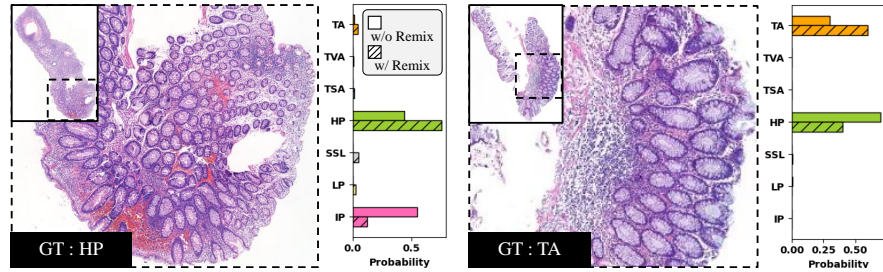 GT : HP
TA
TVA
TSA
HP
SSL
LP
IP
w/o Remix
w/ Remix
0.0
0.5
Probability
GT : TA
TA
TVA
TSA
HP
SSL
LP
IP
0.00 0.25 0.50
Probability